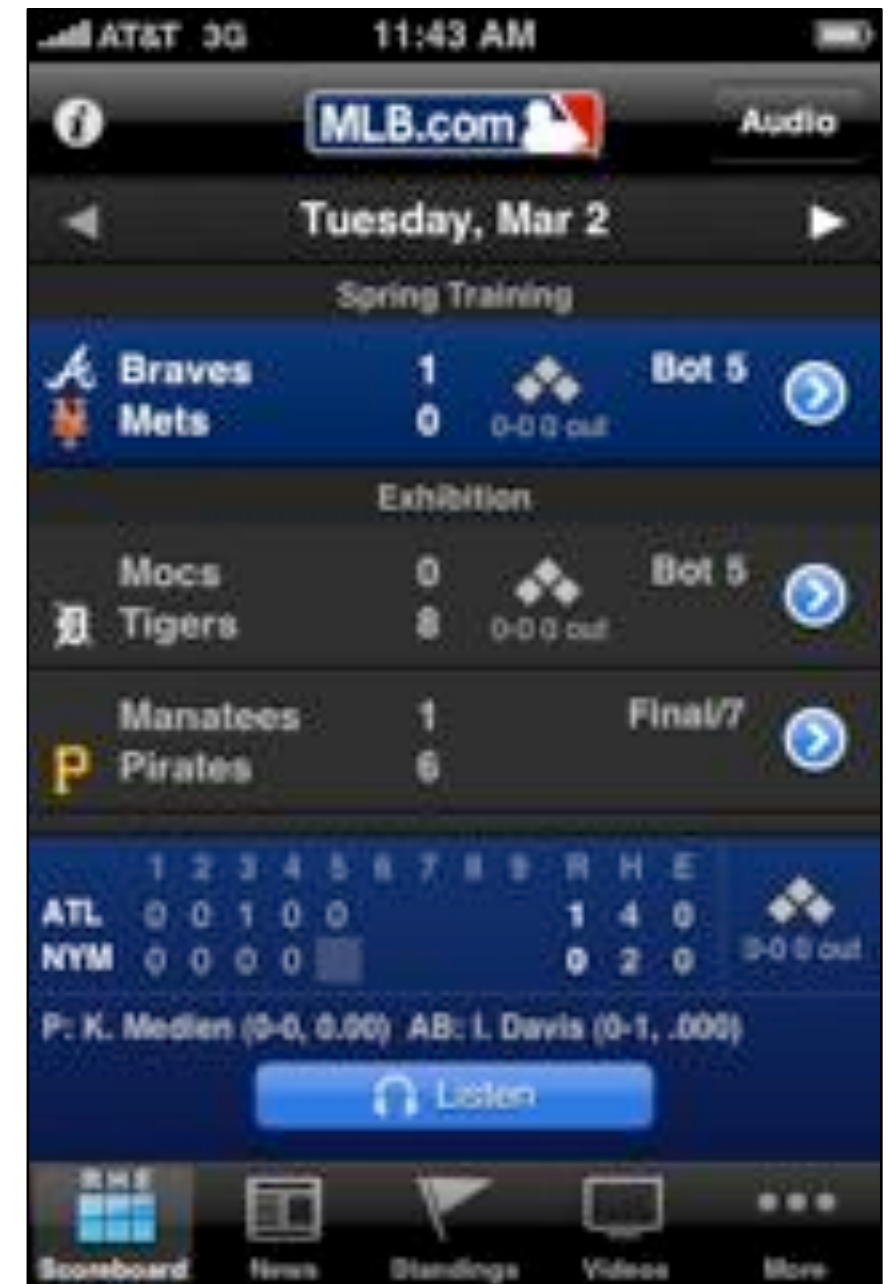 AT&T 3G 11:43 AM
MLB.com Audio
Tuesday, Mar 2
Spring Training
Braves 1 Bot 5
Mets 0 0-0 0 out
Exhibition
Mocs 0 Bot 5
Tigers 8 0-0 0 out
Manatees 1 Final/7
Pirates 6
1 2 3 4 5 6 7 8 9 R H E
ATL 0 0 1 0 0 1 4 0
NYM 0 0 0 0 0 2 0 0-0 0 out
P: K. Medlen (0-0, 0.00) AB: I. Davis (0-1, .000)
Listen
R H E
Scoreboard News Standings Videos More